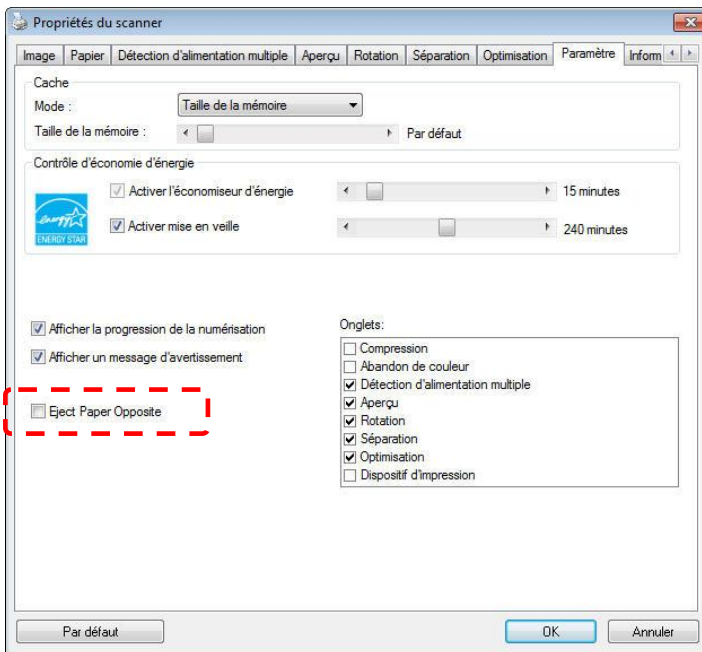 Propriétés du scanner
Image Papier Détection d'alimentation multiple Aperçu Rotation Séparation Optimisation Paramètre Inform
Cache
Mode : Taille de la mémoire
Taille de la mémoire : Par défaut
Contrôle d'économie d'énergie
Activer l'économiseur d'énergie 15 minutes
energy
ENERGY STAR
Activer mise en veille 240 minutes
Afficher la progression de la numérisation
Afficher un message d'avertissement
Eject Paper Opposite
Onglets:
Compression
Abandon de couleur
Détection d'alimentation multiple
Aperçu
Rotation
Séparation
Optimisation
Dispositif d'impression
Par défaut OK Annuler